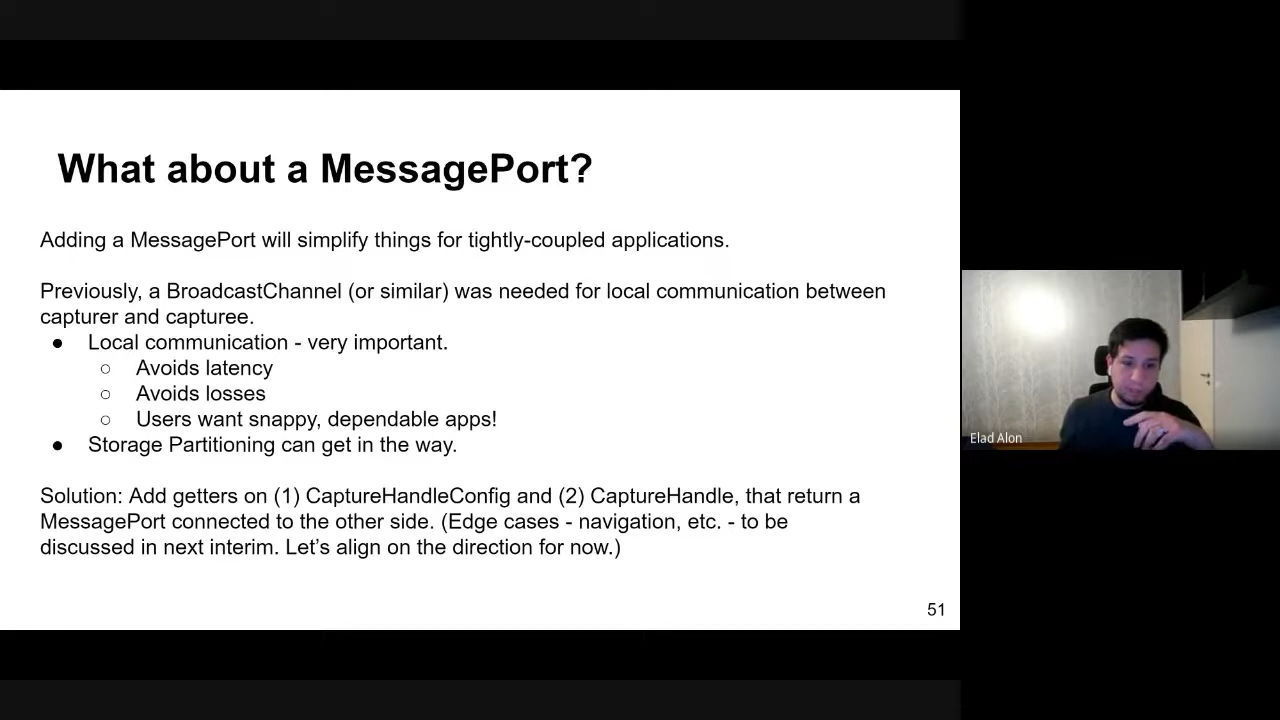 What about a MessagePort?
Adding a MessagePort will simplify things for tightly-coupled applications.
Previously, a BroadcastChannel (or similar) was needed for local communication between
capturer and capturee.
● Local communication - very important.
○ Avoids latency
○ Avoids losses
○ Users want snappy, dependable apps!
● Storage Partitioning can get in the way.
Solution: Add getters on (1) CaptureHandleConfig and (2) CaptureHandle, that return a
MessagePort connected to the other side. (Edge cases - navigation, etc. - to be
discussed in next interim. Let’s align on the direction for now.)
51
Elad Alon